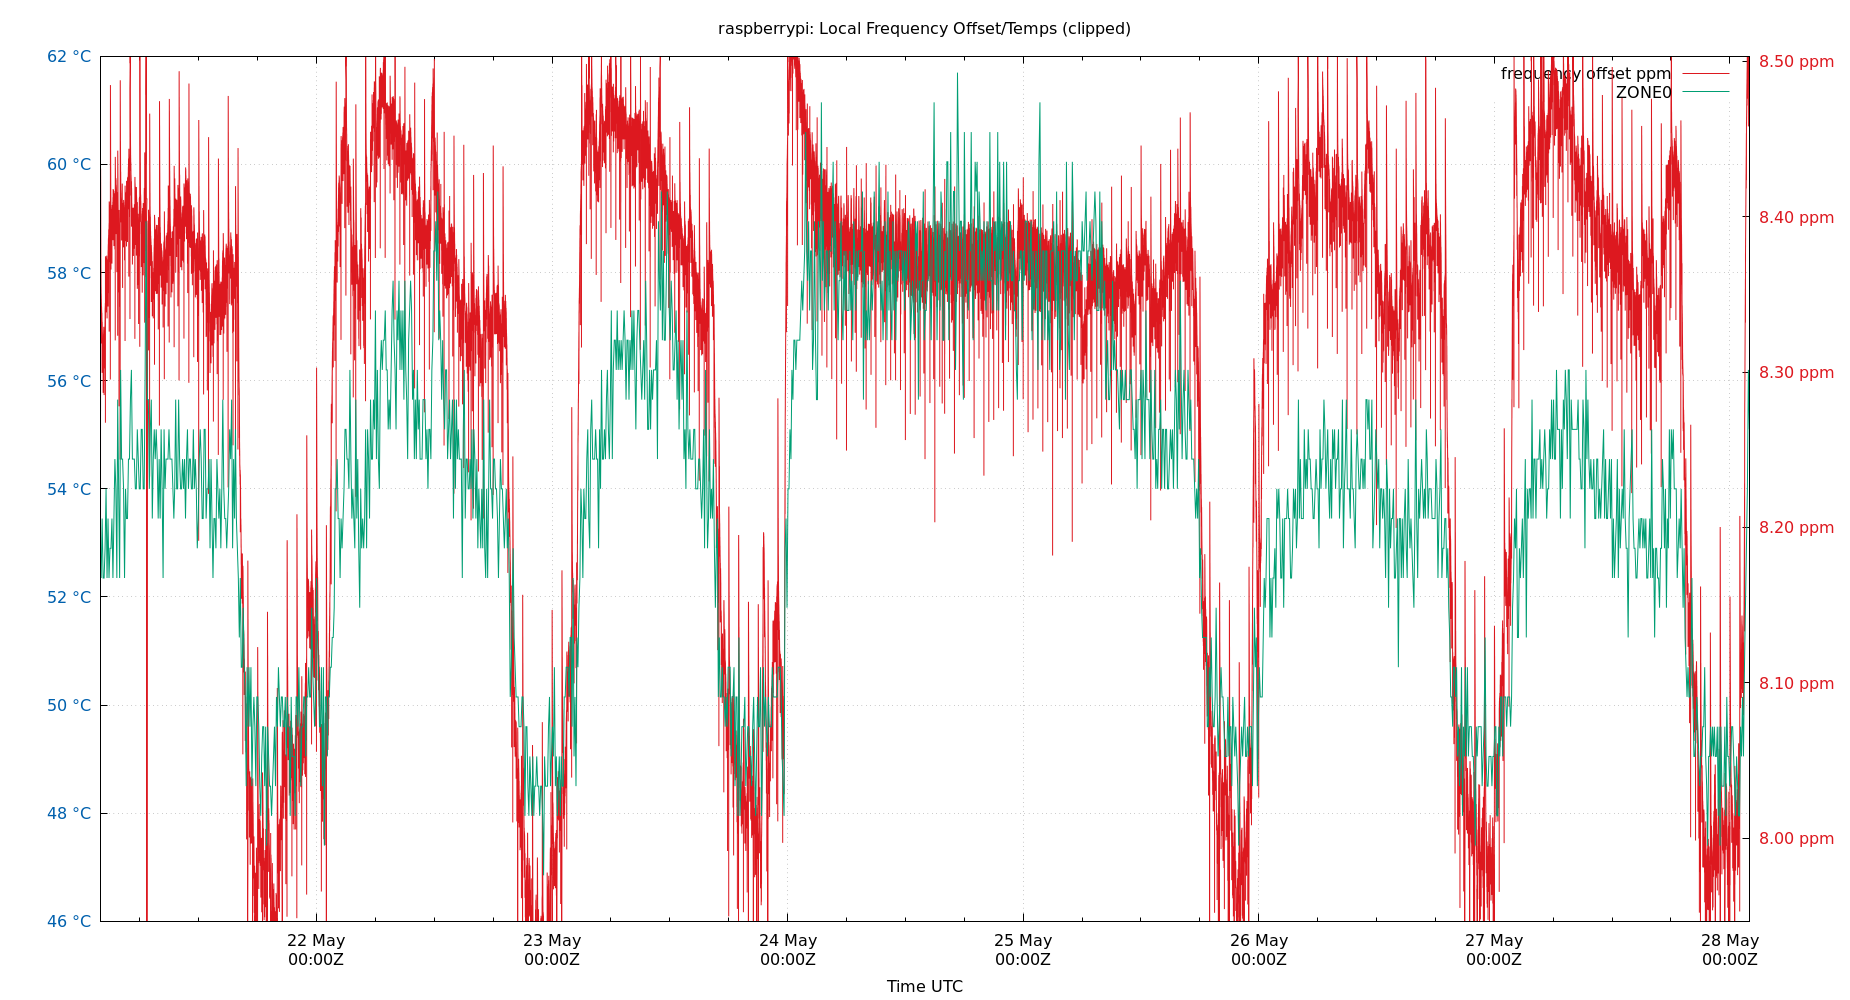 raspberrypi: Local Frequency Offset/Temps (clipped)
62 °C
60 °C
58 °C
56 °C
54 °C
52 °C
50 °C
48 °C
46 °C
8.50 ppm
8.40 ppm
8.30 ppm
8.20 ppm
8.10 ppm
8.00 ppm
frequency offset ppm
ZONE0
22 May
00:00Z
23 May
00:00Z
24 May
00:00Z
25 May
00:00Z
26 May
00:00Z
27 May
00:00Z
28 May
00:00Z
Time UTC